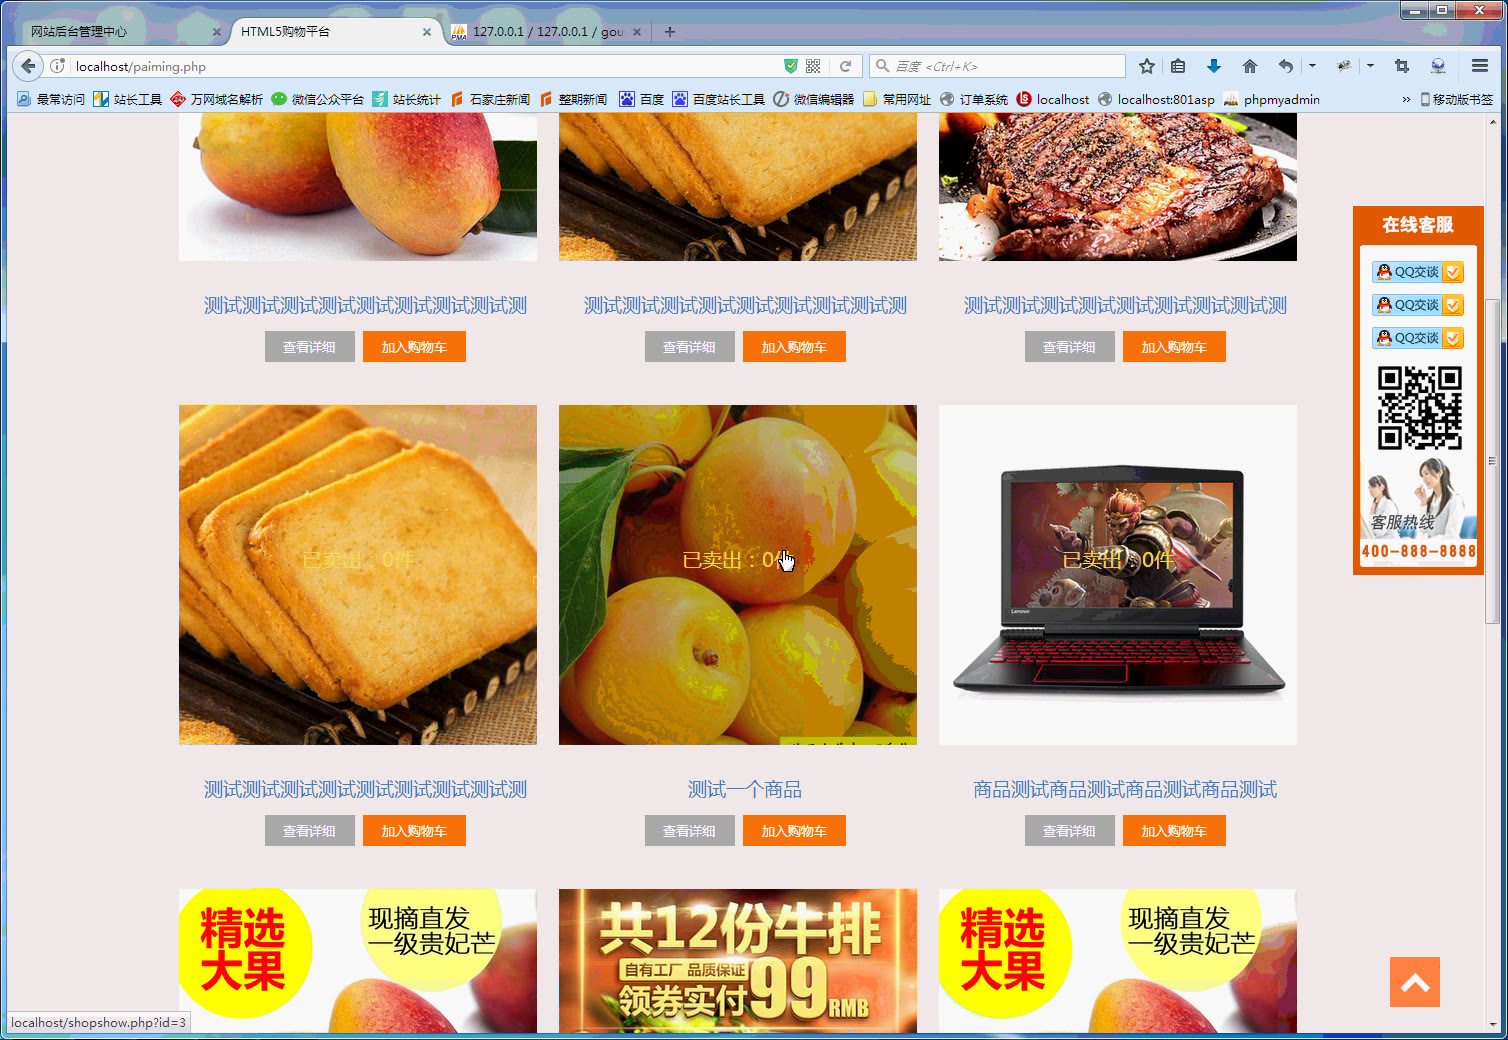 网站后台管理中心
HTML5购物平台
127.0.0.1 / 127.0.0.1 / gou
localhost/paiming.php
百度 <Ctrl+K>
最常访问 站长工具 万网域名解析 微信公众平台 站长统计 石家庄新闻 整期新闻 百度 百度站长工具 微信编辑器 常用网址 订单系统 localhost localhost:801asp phpmyadmin » 移动版书签
测试测试测试测试测试测试测试测试测
测试测试测试测试测试测试测试测试测
测试测试测试测试测试测试测试测试测
查看详细 加入购物车
查看详细 加入购物车
查看详细 加入购物车
在线客服
QQ交谈
QQ交谈
QQ交谈
客服热线
400-888-8888
已卖出：0件
已卖出：0件
已卖出：0件
Lenovo
测试测试测试测试测试测试测试测试测
测试一个商品
商品测试商品测试商品测试商品测试
查看详细 加入购物车
查看详细 加入购物车
查看详细 加入购物车
精选
大果
现摘直发
一级贵妃芒
共12份牛排
自有工厂 品质保证
领券实付99RMB
精选
大果
现摘直发
一级贵妃芒
localhost/shopshow.php?id=3